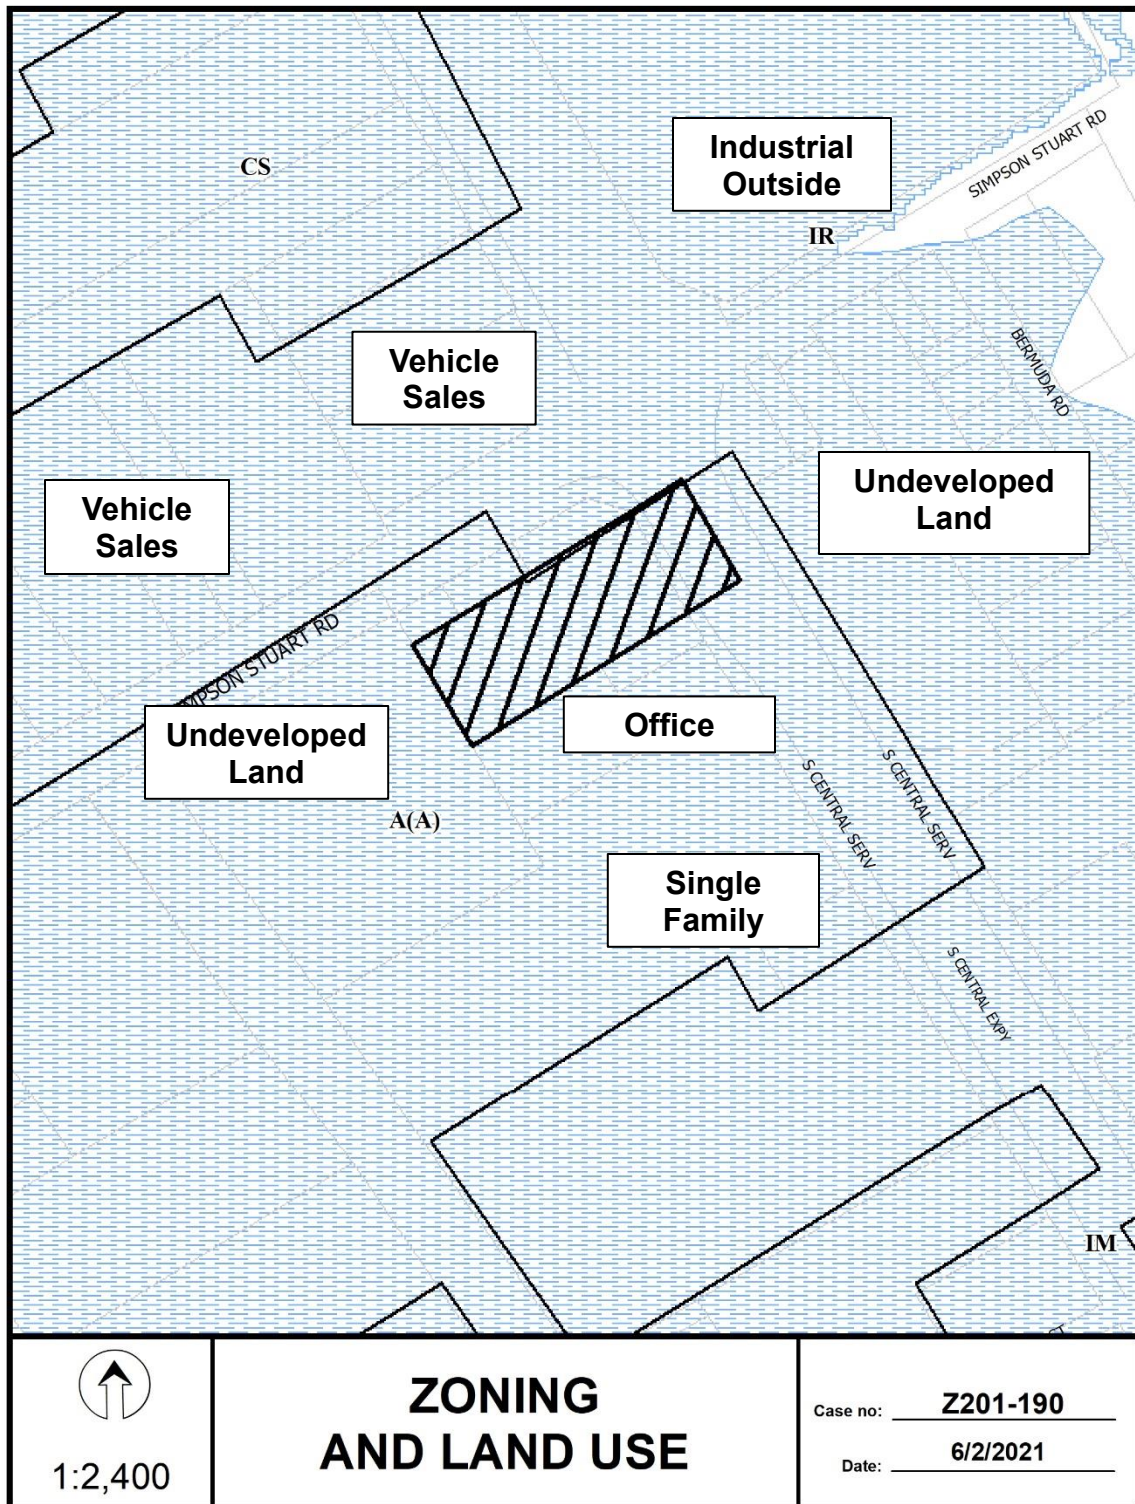 CS
Industrial
Outside
SIMPSON STUART RD
IR
BERMUDA RD
Vehicle
Sales
Undeveloped
Land
Vehicle
Sales
MPSON STUART RD
Undeveloped
Land
Office
S CENTRAL SERV
S CENTRAL SERV
A(A)
Single
Family
S CENTRAL EXPY
IM
CT
1:2,400
ZONING
AND LAND USE
Case no: Z201-190
Date: 6/2/2021